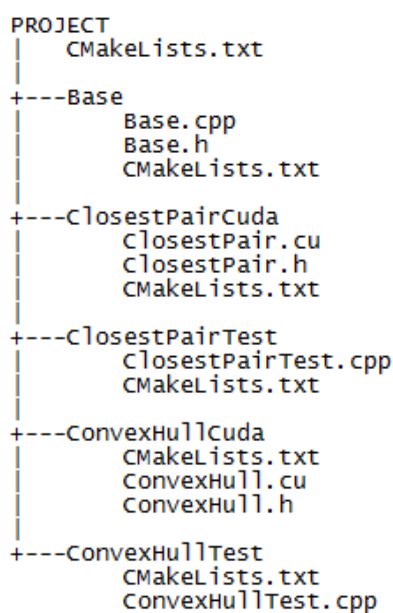 PROJECT
|   CMakeLists.txt
|
+---Base
|       Base.cpp
|       Base.h
|       CMakeLists.txt
|
+---ClosestPairCuda
|       ClosestPair.cu
|       ClosestPair.h
|       CMakeLists.txt
|
+---ClosestPairTest
|       ClosestPairTest.cpp
|       CMakeLists.txt
|
+---ConvexHullCuda
|       CMakeLists.txt
|       ConvexHull.cu
|       ConvexHull.h
|
+---ConvexHullTest
        CMakeLists.txt
        ConvexHullTest.cpp